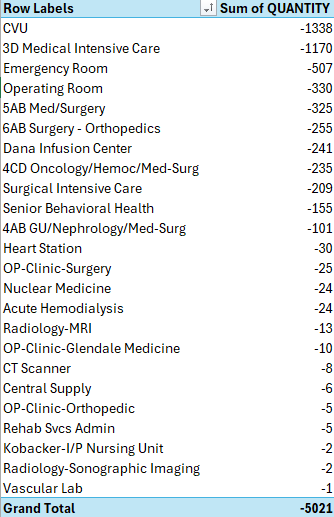 Row Labels Sum of QUANTITY
CVU -1338
3D Medical Intensive Care -1170
Emergency Room -507
Operating Room -330
5AB Med/Surgery -325
6AB Surgery - Orthopedics -255
Dana Infusion Center -241
4CD Oncology/Hemoc/Med-Surg -235
Surgical Intensive Care -209
Senior Behavioral Health -155
4AB GU/Nephrology/Med-Surg -101
Heart Station -30
OP-Clinic-Surgery -25
Nuclear Medicine -24
Acute Hemodialysis -24
Radiology-MRI -13
OP-Clinic-Glendale Medicine -10
CT Scanner -8
Central Supply -6
OP-Clinic-Orthopedic -5
Rehab Svcs Admin -5
Kobacker-I/P Nursing Unit -2
Radiology-Sonographic Imaging -2
Vascular Lab -1
Grand Total -5021